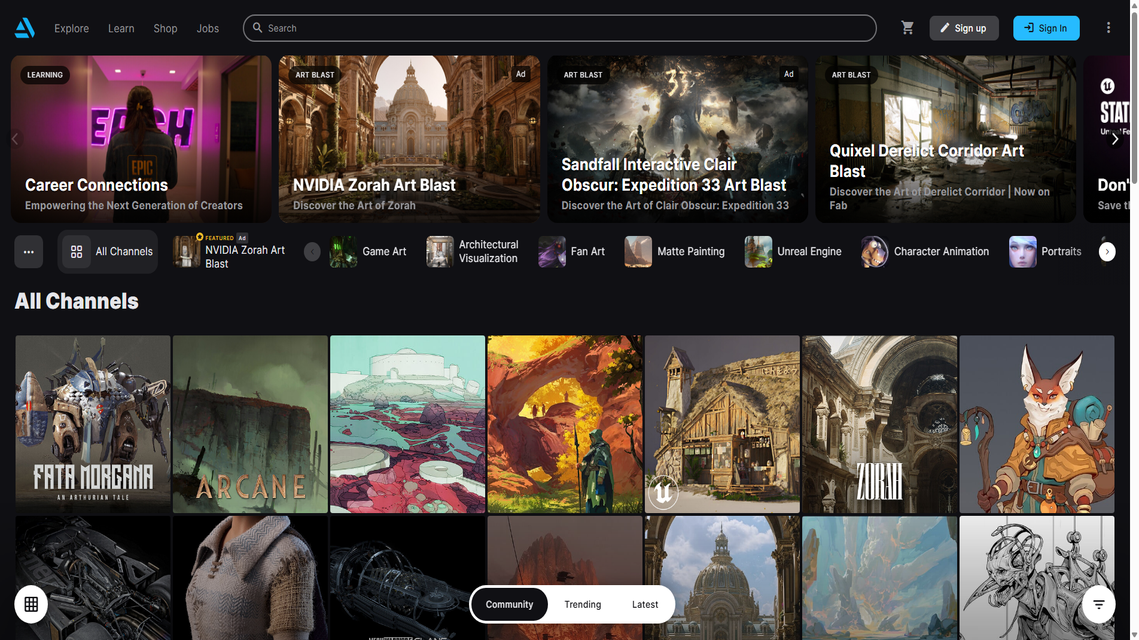 Explore
Learn
Shop
Jobs
Search
Sign up
Sign In
LEARNING
EPIC
Career Connections
Empowering the Next Generation of Creators
ART BLAST
Ad
NVIDIA Zorah Art Blast
Discover the Art of Zorah
ART BLAST
Ad
33
Sandfall Interactive Clair
Obscur: Expedition 33 Art Blast
Discover the Art of Clair Obscur: Expedition 33
ART BLAST
Quixel Derelict Corridor Art
Blast
Discover the Art of Derelict Corridor | Now on
Fab
All Channels
FEATURED Ad
NVIDIA Zorah Art
Blast
Game Art
Architectural
Visualization
Fan Art
Matte Painting
Unreal Engine
Character Animation
Portraits
All Channels
FATA MORGANA
AN ARTHURIAN TALE
ARCANE
ZORAH
Community
Trending
Latest